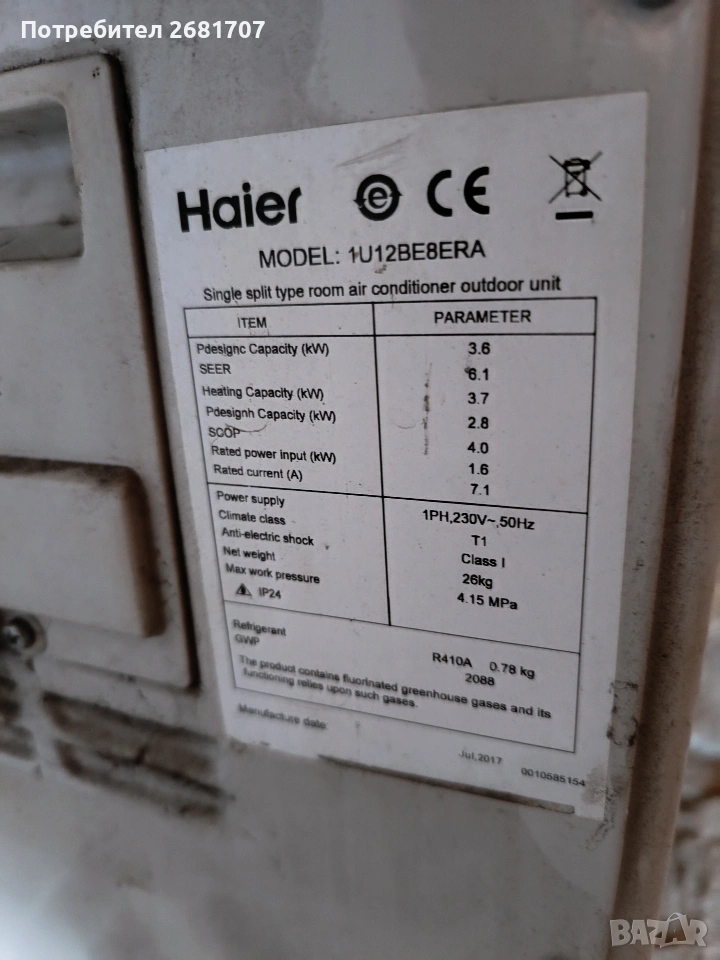 Потребител 2681707
Haier e CE
MODEL: 1U12BE8ERA
Single split type room air conditioner outdoor unit
ITEM PARAMETER
Pdesignc Capacity (kW) 3.6
SEER 6.1
Heating Capacity (kW) 3.7
Pdesignh Capacity (kW) 2.8
SCOP 4.0
Rated power input (kW) 1.6
Rated current (A) 7.1
Power supply 1PH,230V~,50Hz
Climate class T1
Anti-electric shock Class I
Net weight 26kg
Max work pressure 4.15 MPa
IP24
Refrigerant R410A 0.78 kg
GWP 2088
The product contains fluorinated greenhouse gases and its
functioning relies upon such gases.
Manufacture date: Jul,2017
0010585154
BAZAR